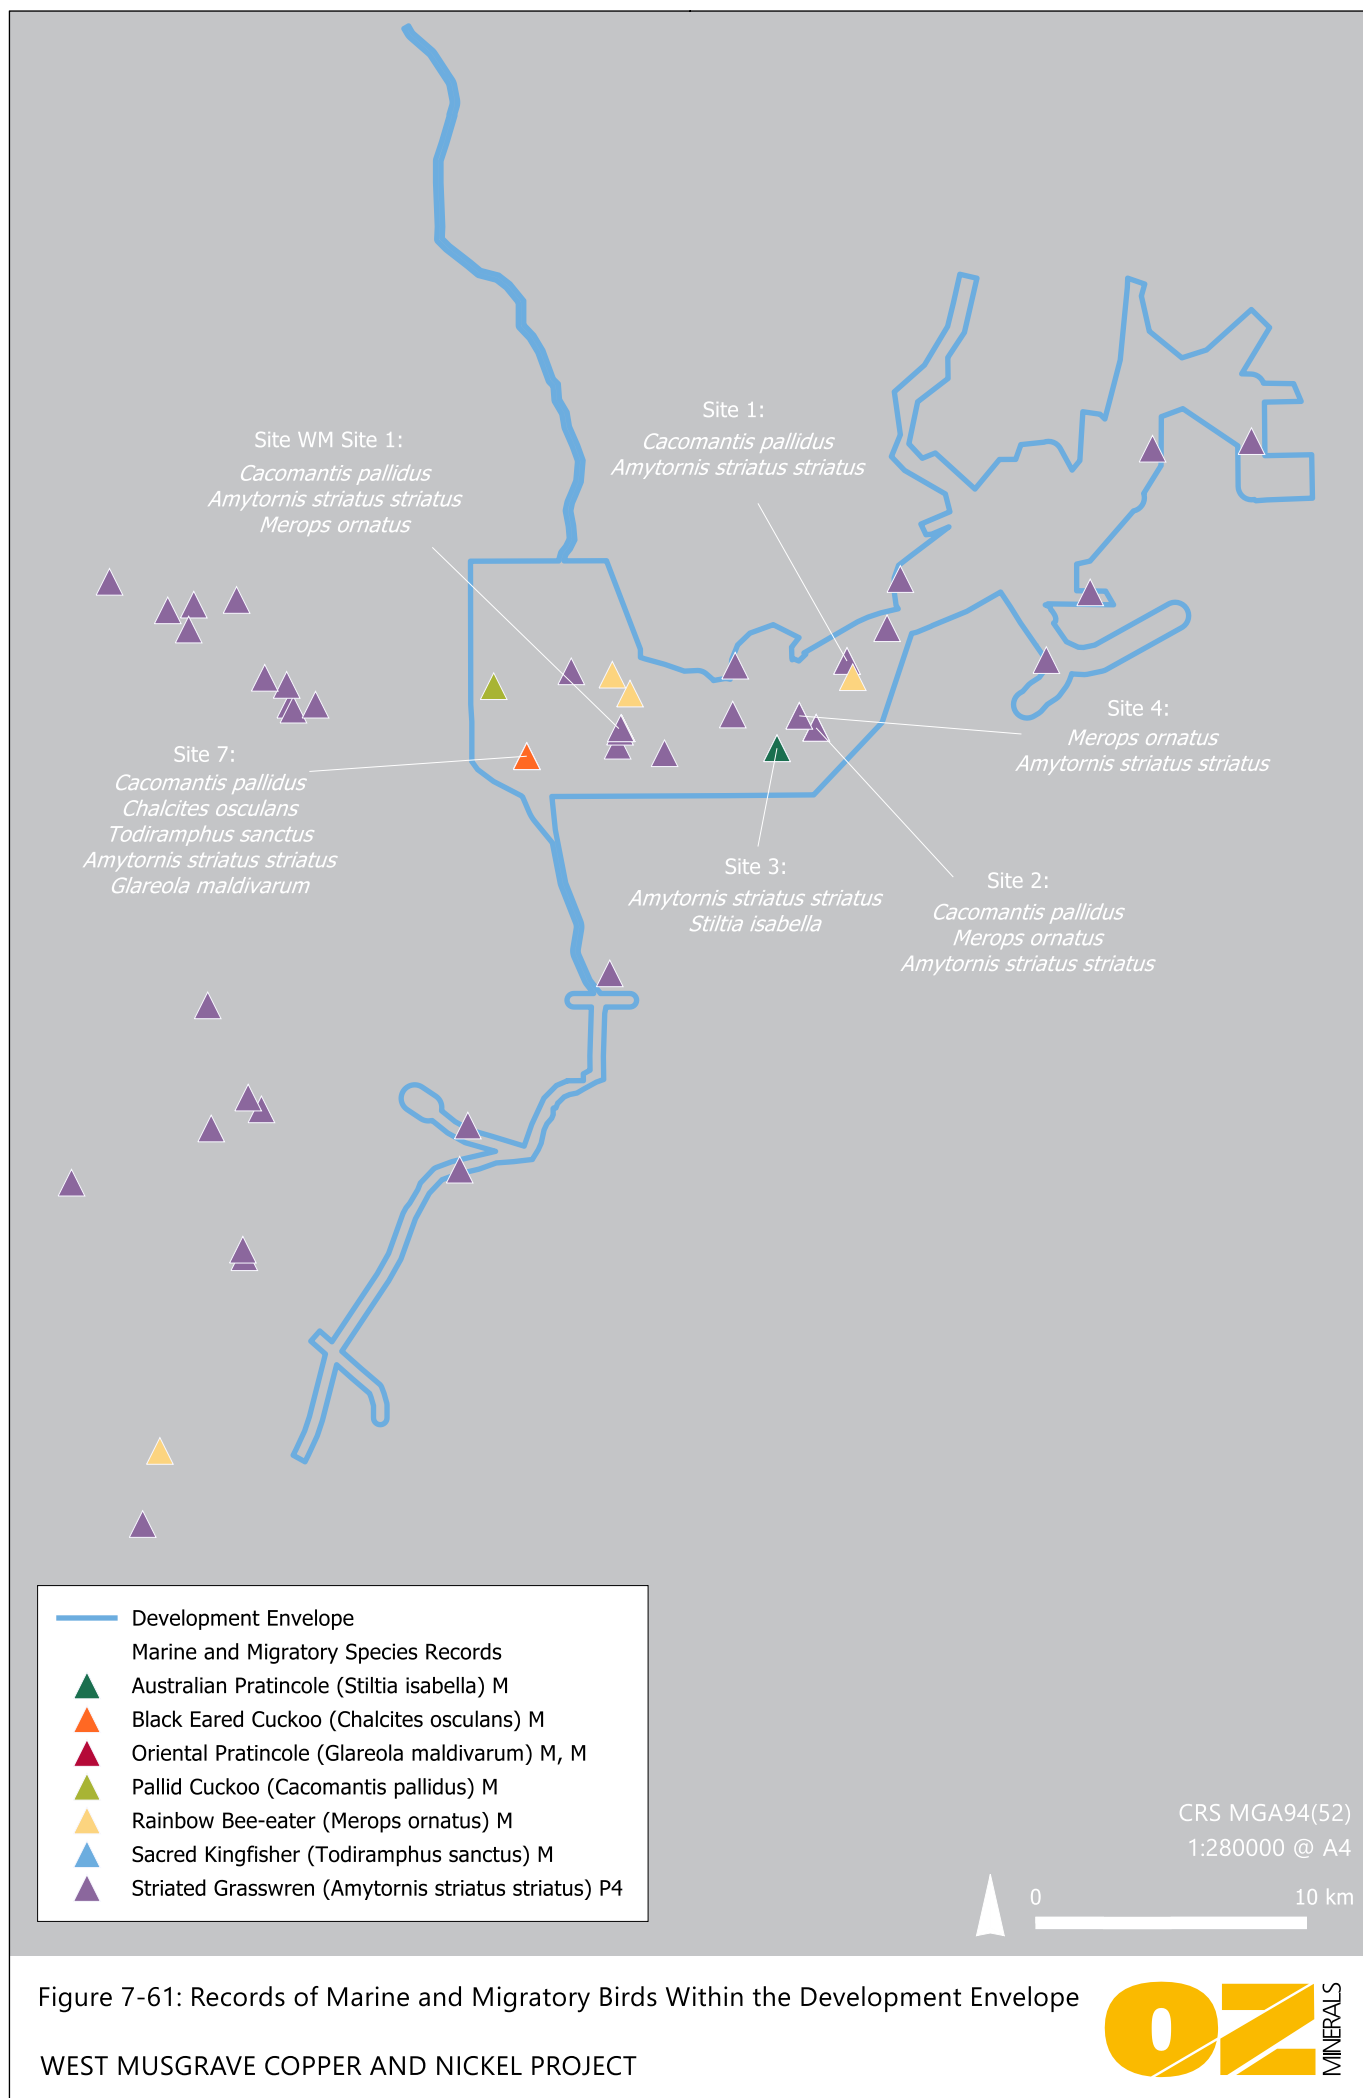 Site 1:
Cacomantis pallidus
Amytornis striatus striatus
Site WM Site 1:
Cacomantis pallidus
Amytornis striatus striatus
Merops ornatus
Site 4:
Merops ornatus
Amytornis striatus striatus
Site 7:
Cacomantis pallidus
Chalcites osculans
Todiramphus sanctus
Amytornis striatus striatus
Glareola maldivarum
Site 3:
Amytornis striatus striatus
Stiltia isabella
Site 2:
Cacomantis pallidus
Merops ornatus
Amytornis striatus striatus
Development Envelope
Marine and Migratory Species Records
Australian Pratincole (Stiltia isabella) M
Black Eared Cuckoo (Chalcites osculans) M
Oriental Pratincole (Glareola maldivarum) M, M
Pallid Cuckoo (Cacomantis pallidus) M
Rainbow Bee-eater (Merops ornatus) M
Sacred Kingfisher (Todiramphus sanctus) M
Striated Grasswren (Amytornis striatus striatus) P4
CRS MGA94(52)
1:280000 @ A4
0 10 km
Figure 7-61: Records of Marine and Migratory Birds Within the Development Envelope
WEST MUSGRAVE COPPER AND NICKEL PROJECT
OZ
MINERALS